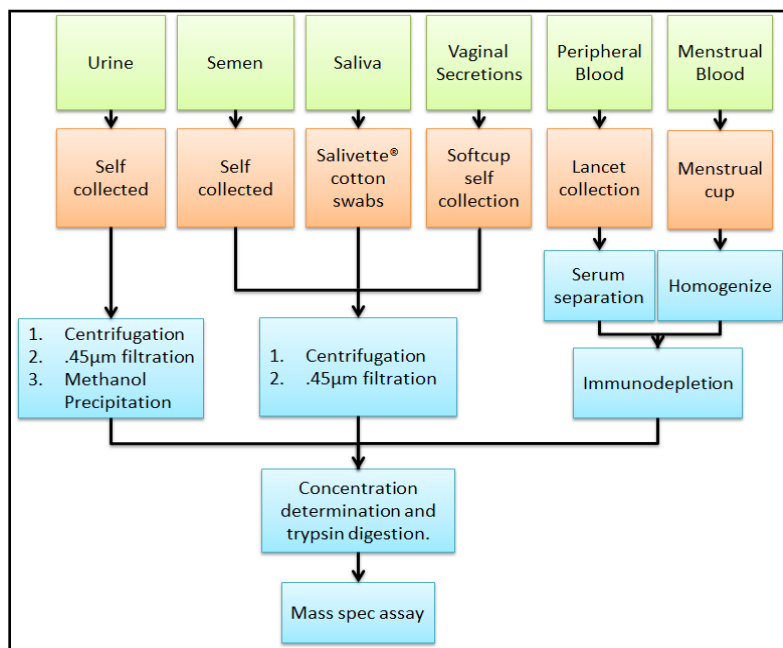 Urine
Semen
Saliva
Vaginal
Secretions
Peripheral
Blood
Menstrual
Blood
Self
collected
Self
collected
Salivette®
cotton
swabs
Softcup
self
collection
Lancet
collection
Menstrual
cup
Serum
separation
Homogenize
1. Centrifugation
2. .45µm filtration
3. Methanol
Precipitation
1. Centrifugation
2. .45µm filtration
Immunodepletion
Concentration
determination and
trypsin digestion.
Mass spec assay